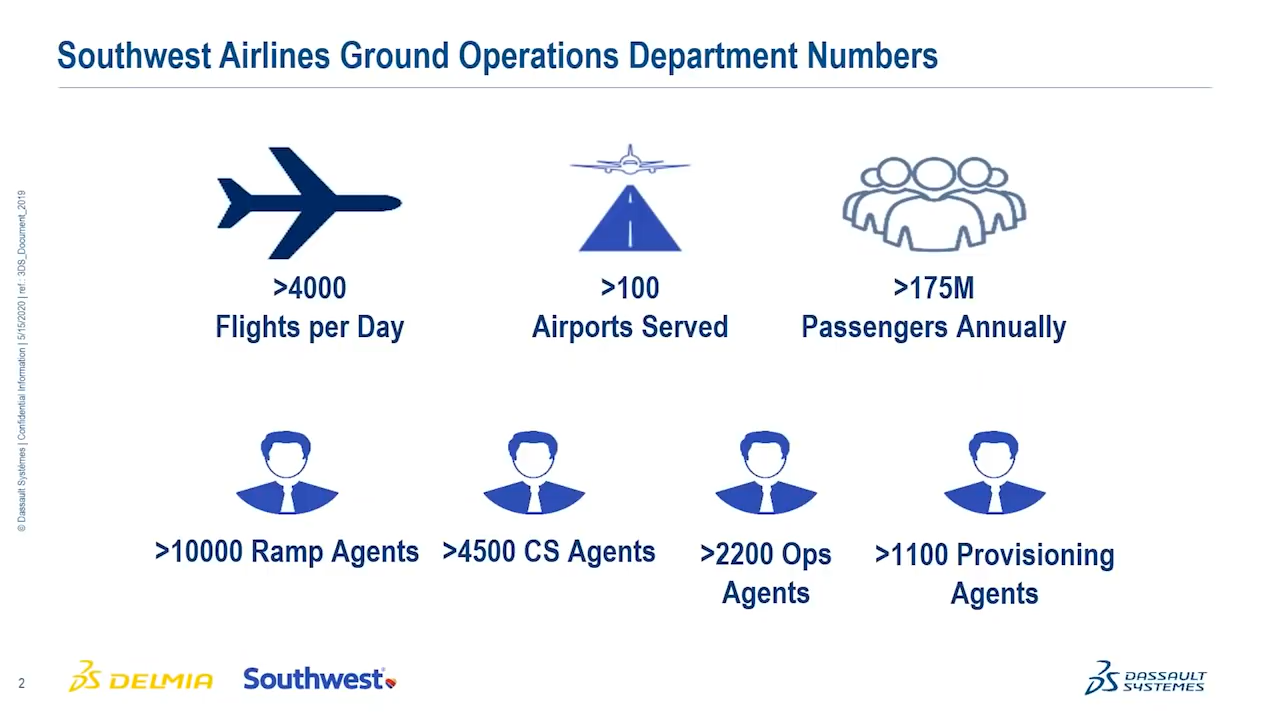 Southwest Airlines Ground Operations Department Numbers
>4000
Flights per Day
>100
Airports Served
>175M
Passengers Annually
>10000 Ramp Agents
>4500 CS Agents
>2200 Ops
Agents
>1100 Provisioning
Agents
© Dassault Systèmes | Confidential Information | 5/15/2020 | ref.: 3DS_Document_2019
2
DELMIA
Southwest®
DASSAULT
SYSTEMES